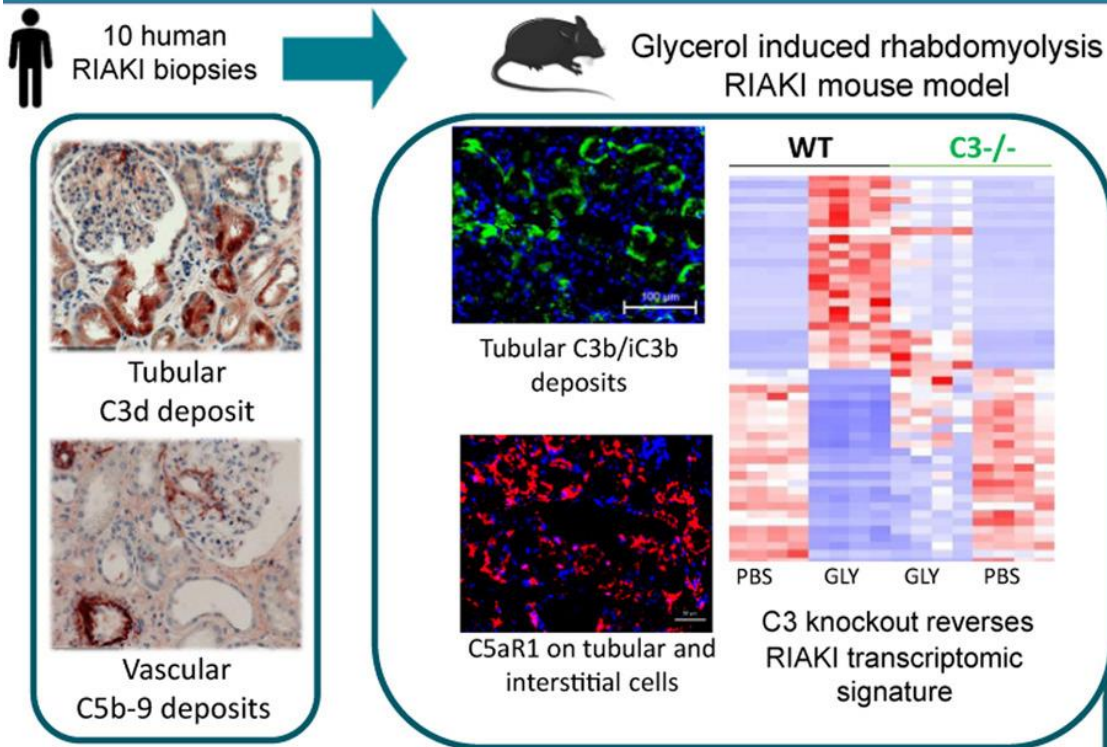 10 human
RIAKI biopsies
Glycerol induced rhabdomyolysis
RIAKI mouse model
Tubular
C3d deposit
Vascular
C5b-9 deposits
100 µm
Tubular C3b/iC3b
deposits
C5aR1 on tubular and
interstitial cells
WT C3-/-
PBS GLY GLY PBS
C3 knockout reverses
RIAKI transcriptomic
signature